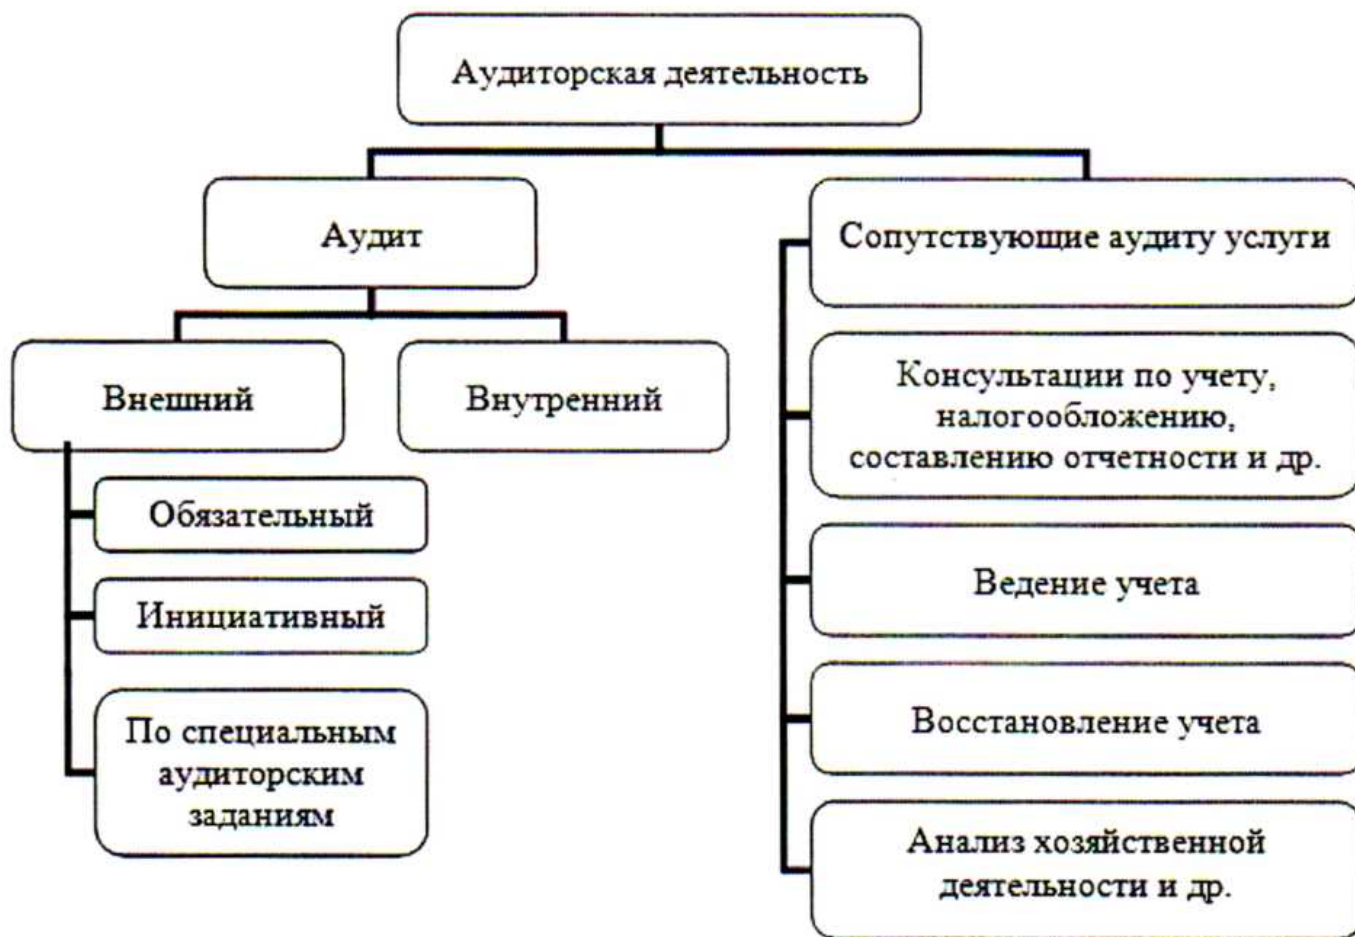 Аудиторская деятельность
Аудит
Сопутствующие аудиту услуги
Внешний
Внутренний
Обязательный
Инициативный
По специальным
аудиторским
заданиям
Консультации по учету,
налогообложению,
составлению отчетности и др.
Ведение учета
Восстановление учета
Анализ хозяйственной
деятельности и др.